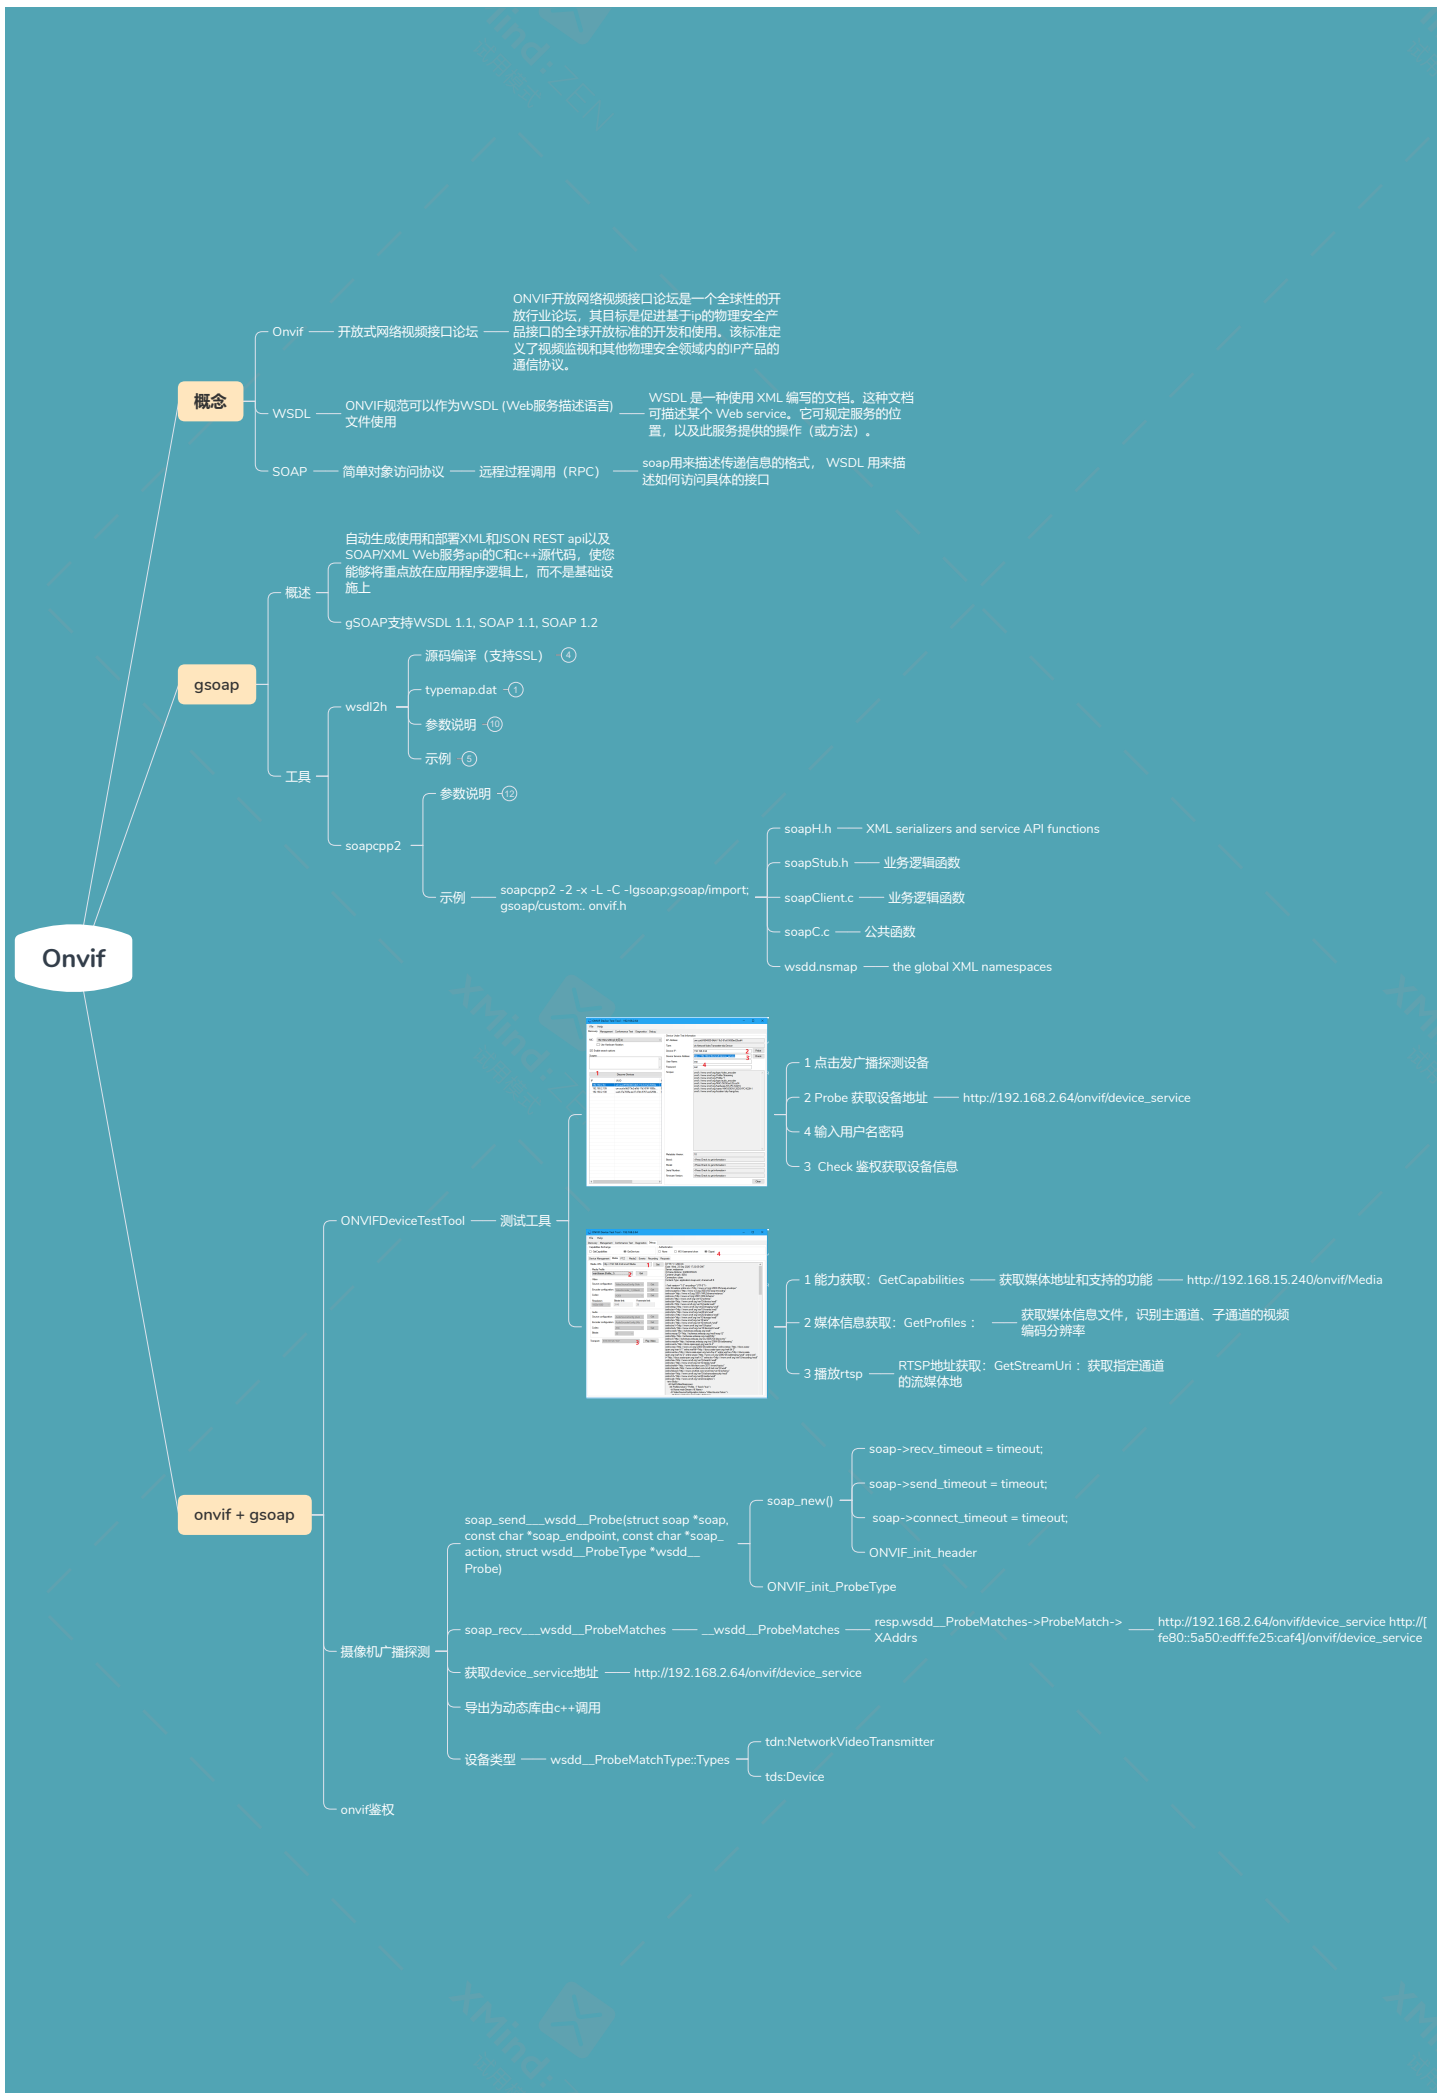 Onvif
概念
Onvif
开放式网络视频接口论坛
ONVIF开放网络视频接口论坛是一个全球性的开
放行业论坛，其目标是促进基于ip的物理安全产
品接口的全球开放标准的开发和使用。该标准定
义了视频监视和其他物理安全领域内的IP产品的
通信协议。
WSDL
ONVIF规范可以作为WSDL (Web服务描述语言)
文件使用
WSDL 是一种使用 XML 编写的文档。这种文档
可描述某个 Web service。它可规定服务的位
置，以及此服务提供的操作（或方法）。
SOAP
简单对象访问协议
远程过程调用（RPC）
soap用来描述传递信息的格式， WSDL 用来描
述如何访问具体的接口
gsoap
概述
自动生成使用和部署XML和JSON REST api以及
SOAP/XML Web服务api的C和c++源代码，使您
能够将重点放在应用程序逻辑上，而不是基础设
施上
gSOAP支持WSDL 1.1, SOAP 1.1, SOAP 1.2
工具
wsdl2h
源码编译（支持SSL） 4
typemap.dat 1
参数说明 10
示例 5
soapcpp2
参数说明 12
示例
soapcpp2 -2 -x -L -C -Igsoap;gsoap/import;
gsoap/custom:. onvif.h
soapH.h
XML serializers and service API functions
soapStub.h
业务逻辑函数
soapClient.c
业务逻辑函数
soapC.c
公共函数
wsdd.nsmap
the global XML namespaces
onvif + gsoap
ONVIFDeviceTestTool
测试工具
1 点击发广播探测设备
2 Probe 获取设备地址
http://192.168.2.64/onvif/device_service
4 输入用户名密码
3 Check 鉴权获取设备信息
1 能力获取：GetCapabilities
获取媒体地址和支持的功能
http://192.168.15.240/onvif/Media
2 媒体信息获取：GetProfiles ：
获取媒体信息文件，识别主通道、子通道的视频
编码分辨率
3 播放rtsp
RTSP地址获取：GetStreamUri ：获取指定通道
的流媒体地
摄像机广播探测
soap_send___wsdd__Probe(struct soap *soap,
const char *soap_endpoint, const char *soap_
action, struct wsdd__ProbeType *wsdd__
Probe)
soap_new()
soap->recv_timeout = timeout;
soap->send_timeout = timeout;
soap->connect_timeout = timeout;
ONVIF_init_header
ONVIF_init_ProbeType
soap_recv___wsdd__ProbeMatches
__wsdd__ProbeMatches
resp.wsdd__ProbeMatches->ProbeMatch->
XAddrs
http://192.168.2.64/onvif/device_service http://[
fe80::5a50:edff:fe25:caf4]/onvif/device_service
获取device_service地址
http://192.168.2.64/onvif/device_service
导出为动态库由c++调用
设备类型
wsdd__ProbeMatchType::Types
tdn:NetworkVideoTransmitter
tds:Device
onvif鉴权